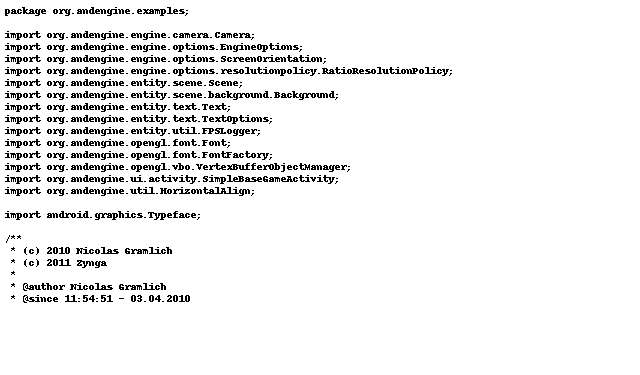 package org.andengine.examples;

import org.andengine.engine.camera.Camera;
import org.andengine.engine.options.EngineOptions;
import org.andengine.engine.options.ScreenOrientation;
import org.andengine.engine.options.resolutionpolicy.RatioResolutionPolicy;
import org.andengine.entity.scene.Scene;
import org.andengine.entity.scene.background.Background;
import org.andengine.entity.text.Text;
import org.andengine.entity.text.TextOptions;
import org.andengine.entity.util.FPSLogger;
import org.andengine.opengl.font.Font;
import org.andengine.opengl.font.FontFactory;
import org.andengine.opengl.vbo.VertexBufferObjectManager;
import org.andengine.ui.activity.SimpleBaseGameActivity;
import org.andengine.util.HorizontalAlign;

import android.graphics.Typeface;

/**
 * (c) 2010 Nicolas Gramlich
 * (c) 2011 Zynga
 *
 * @author Nicolas Gramlich
 * @since 11:54:51 - 03.04.2010